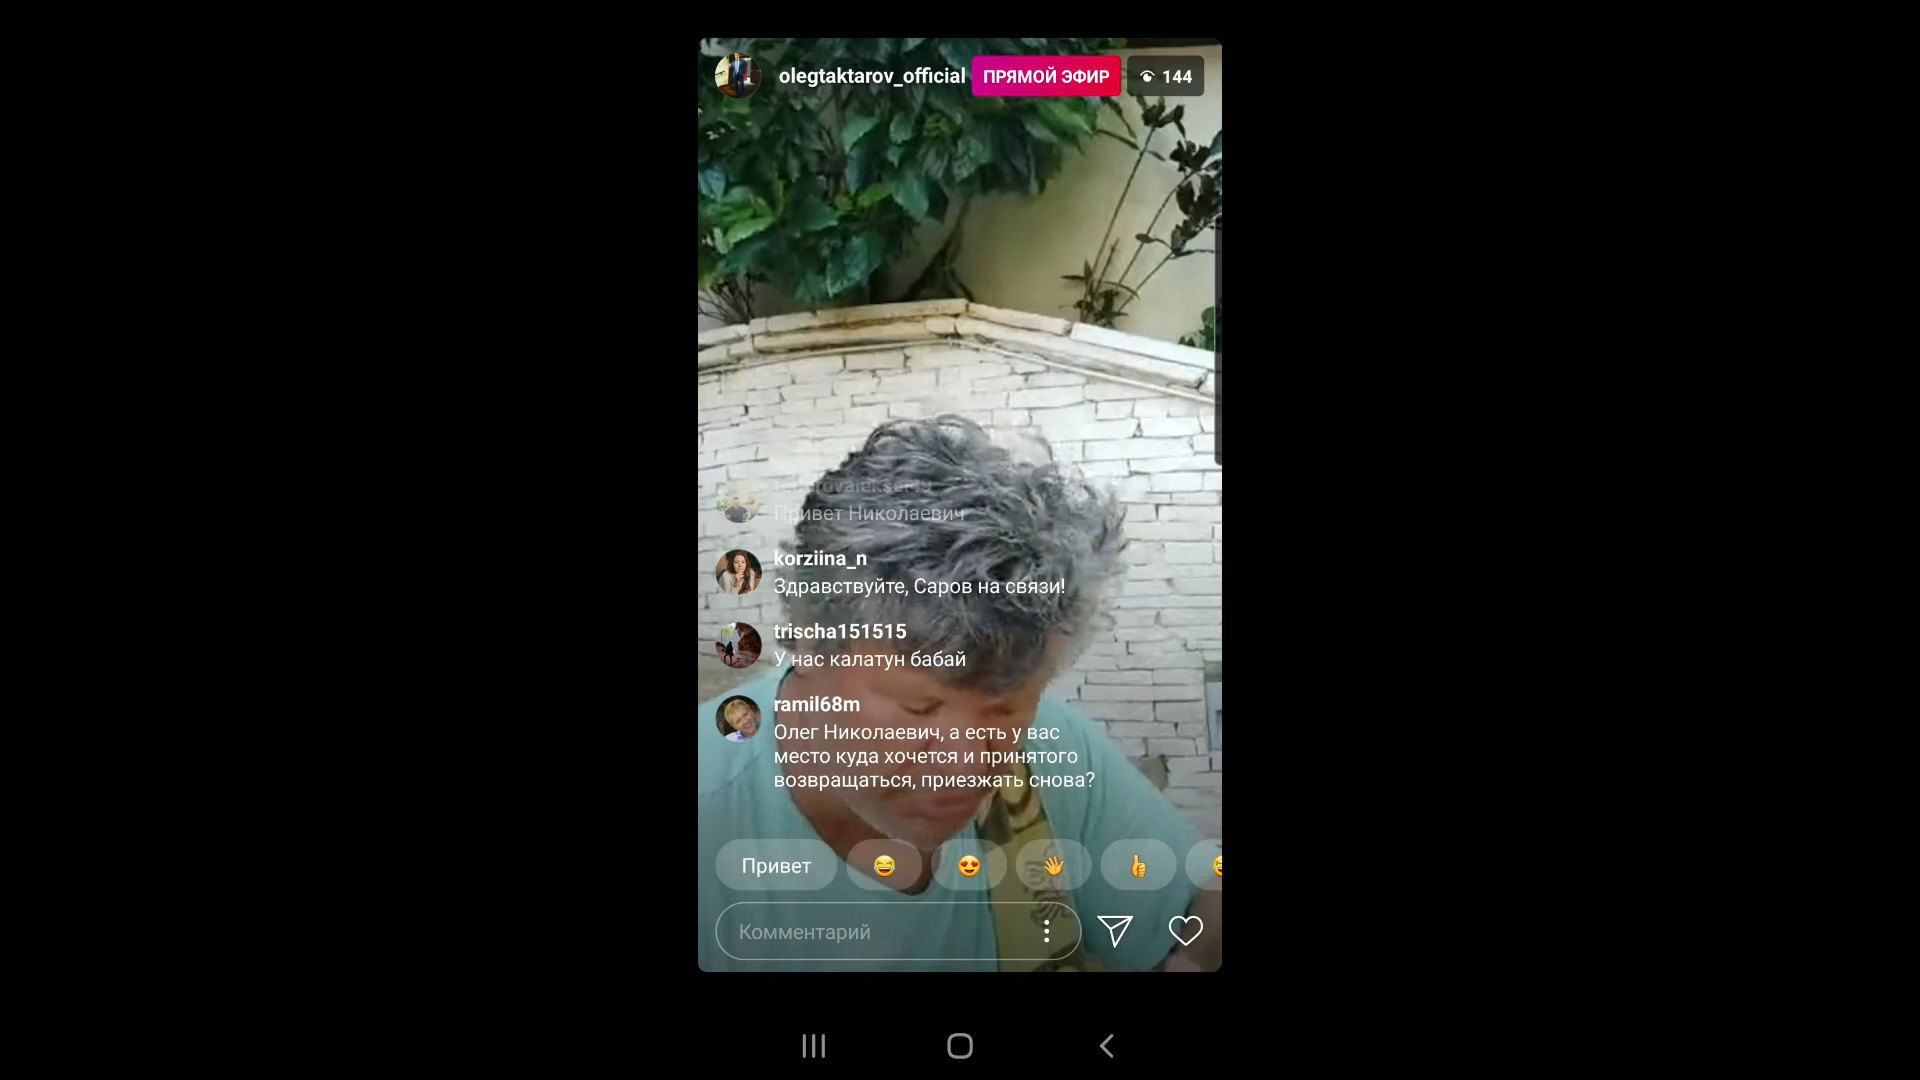 olegtaktarov_official ПРЯМОЙ ЭФИР 144
Привет Николаевич
korziina_n
Здравствуйте, Саров на связи!
trischa151515
У нас калатун бабай
ramil68m
Олег Николаевич, а есть у вас
место куда хочется и принятого
возвращаться, приезжать снова?
Привет
Комментарий